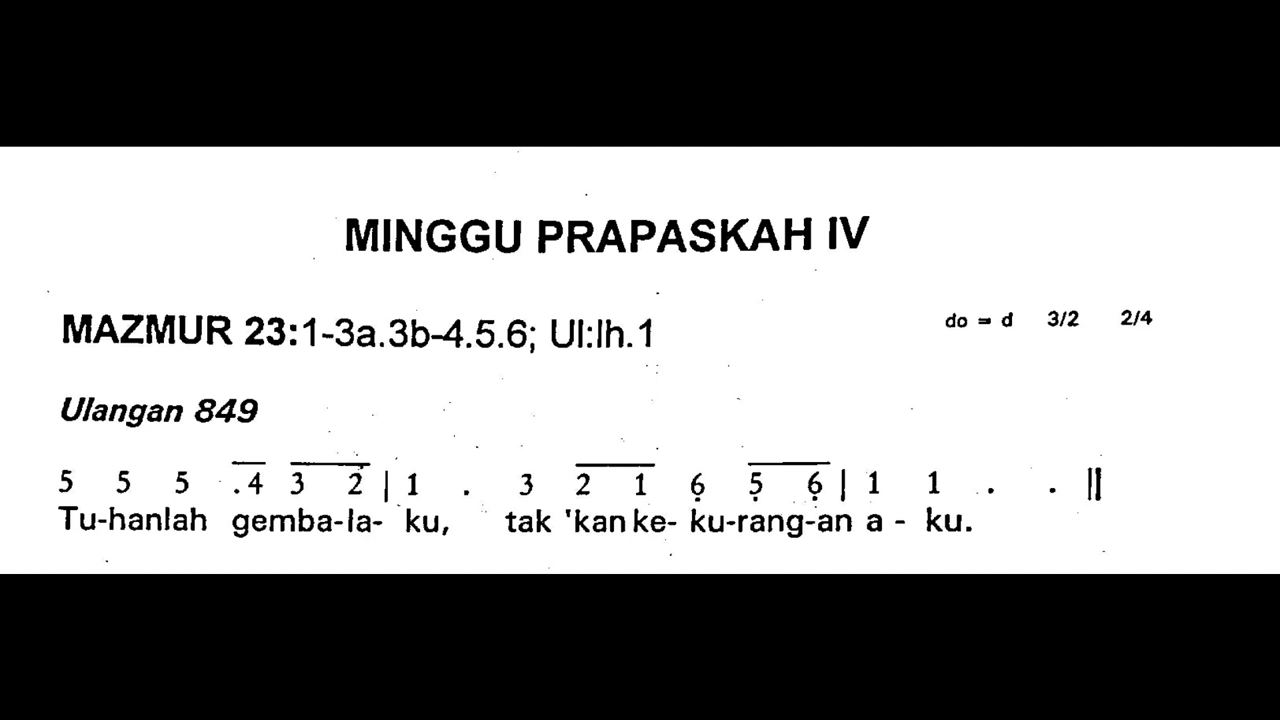 MINGGU PRAPASKAH IV
MAZMUR 23:1-3a.3b-4.5.6; Ul:lh.1
do = d 3/2 2/4
Ulangan 849
5 5 5 .4 3 2 | 1 . 3 2 1 6̣ 5̣ 6̣ | 1 1 . . ||
Tu-hanlah gemba-la- ku, tak 'kan ke- ku-rang-an a - ku.